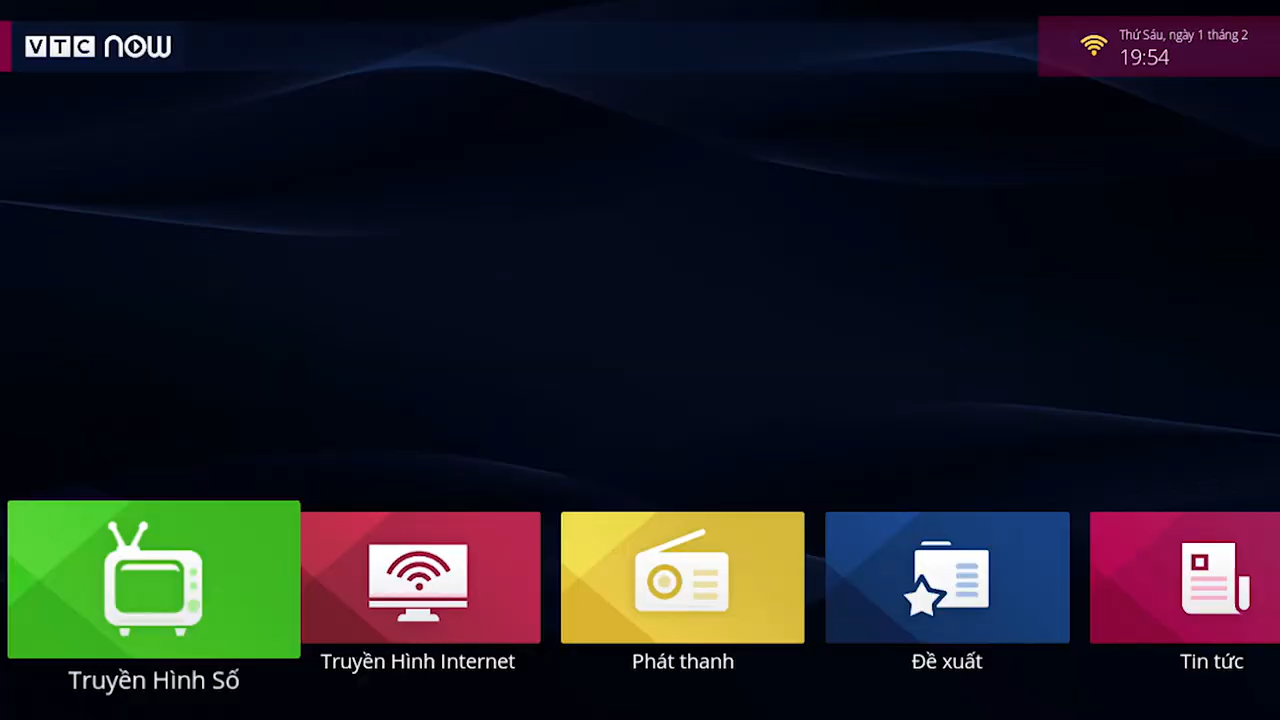 VTC NOW
Thứ Sáu, ngày 1 tháng 2
19:54
Truyền Hình Số
Truyền Hình Internet
Phát thanh
Đề xuất
Tin tức